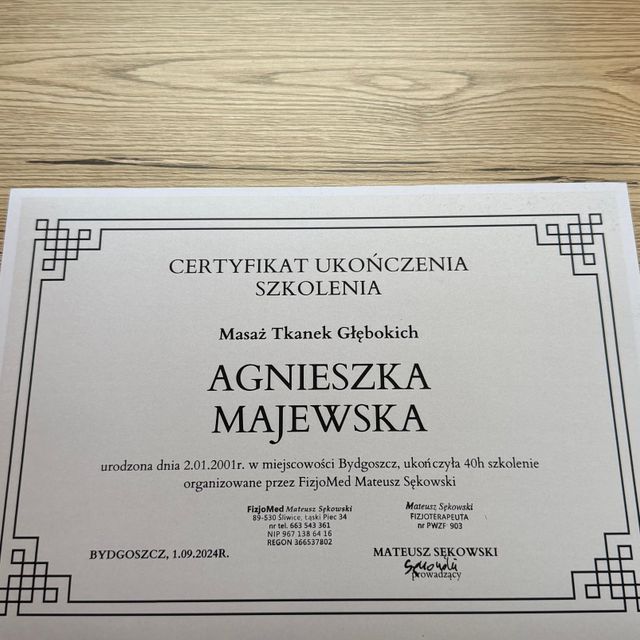 CERTYFIKAT UKOŃCZENIA
SZKOLENIA
Masaż Tkanek Głębokich
AGNIESZKA
MAJEWSKA
urodzona dnia 2.01.2001r. w miejscowości Bydgoszcz, ukończyła 40h szkolenie
organizowane przez FizjoMed Mateusz Sękowski
FizjoMed Mateusz Sękowski
89-530 Śliwice, Łąski Piec 34
nr tel. 663 543 361
NIP 967 138 64 16
REGON 366537802
Mateusz Sękowski
FIZJOTERAPEUTA
nr PWZF 903
BYDGOSZCZ, 1.09.2024R.
MATEUSZ SĘKOWSKI
prowadzący